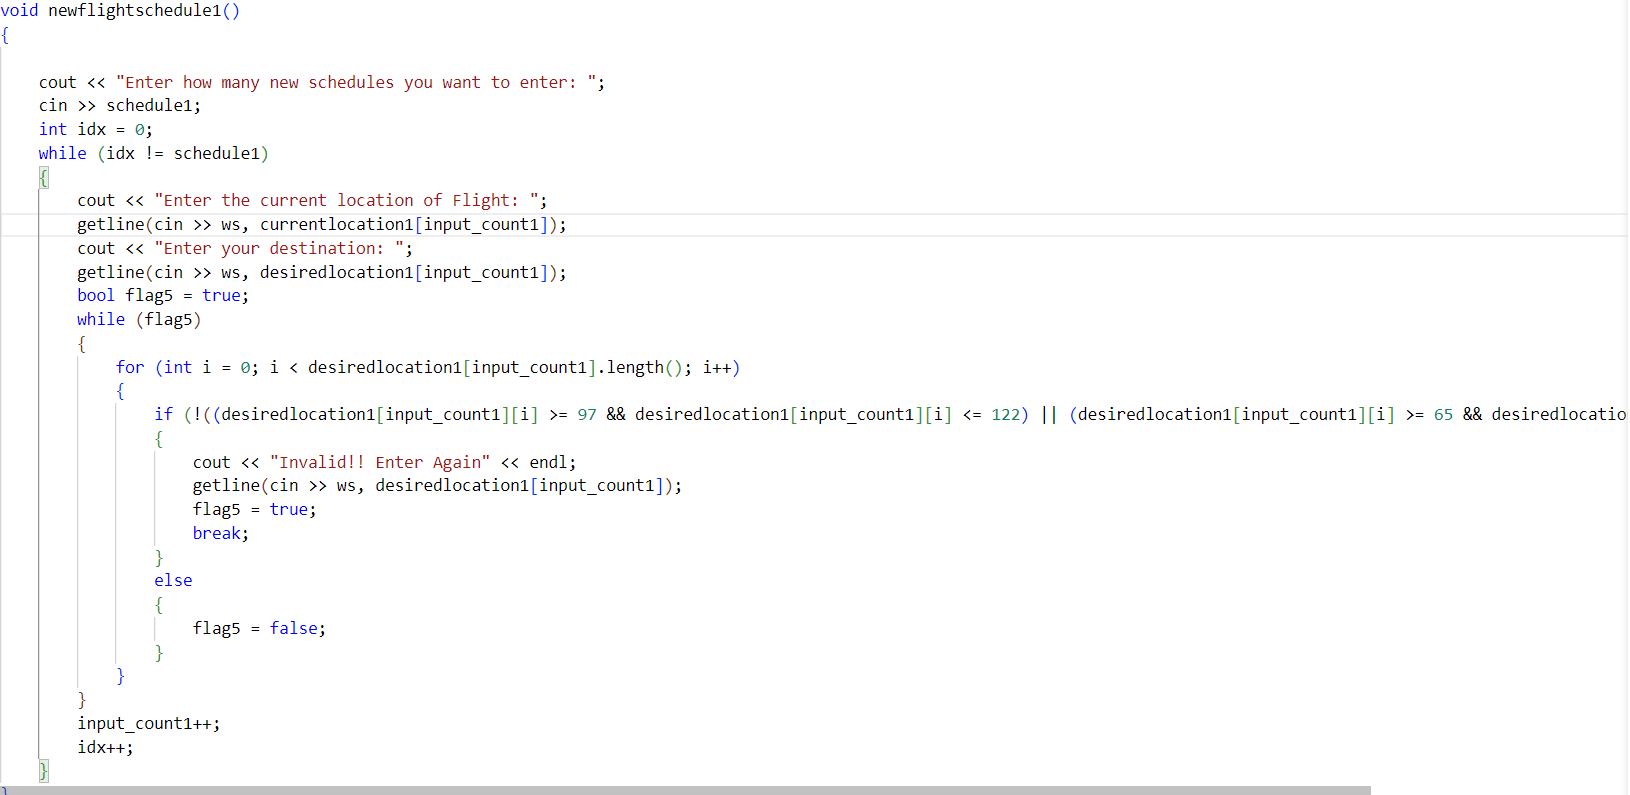 void newflightschedule1()
{
cout << "Enter how many new schedules you want to enter: ";
cin >> schedule1;
int idx = 0;
while (idx != schedule1)
{
cout << "Enter the current location of Flight: ";
getline(cin >> ws, currentlocation1[input_count1]);
cout << "Enter your destination: ";
getline(cin >> ws, desiredlocation1[input_count1]);
bool flag5 = true;
while (flag5)
{
for (int i = 0; i < desiredlocation1[input_count1].length(); i++)
{
if (!((desiredlocation1[input_count1][i] >= 97 && desiredlocation1[input_count1][i] <= 122) || (desiredlocation1[input_count1][i] >= 65 && desiredlocatio
{
cout << "Invalid!! Enter Again" << endl;
getline(cin >> ws, desiredlocation1[input_count1]);
flag5 = true;
break;
}
else
{
flag5 = false;
}
}
}
input_count1++;
idx++;
}
}